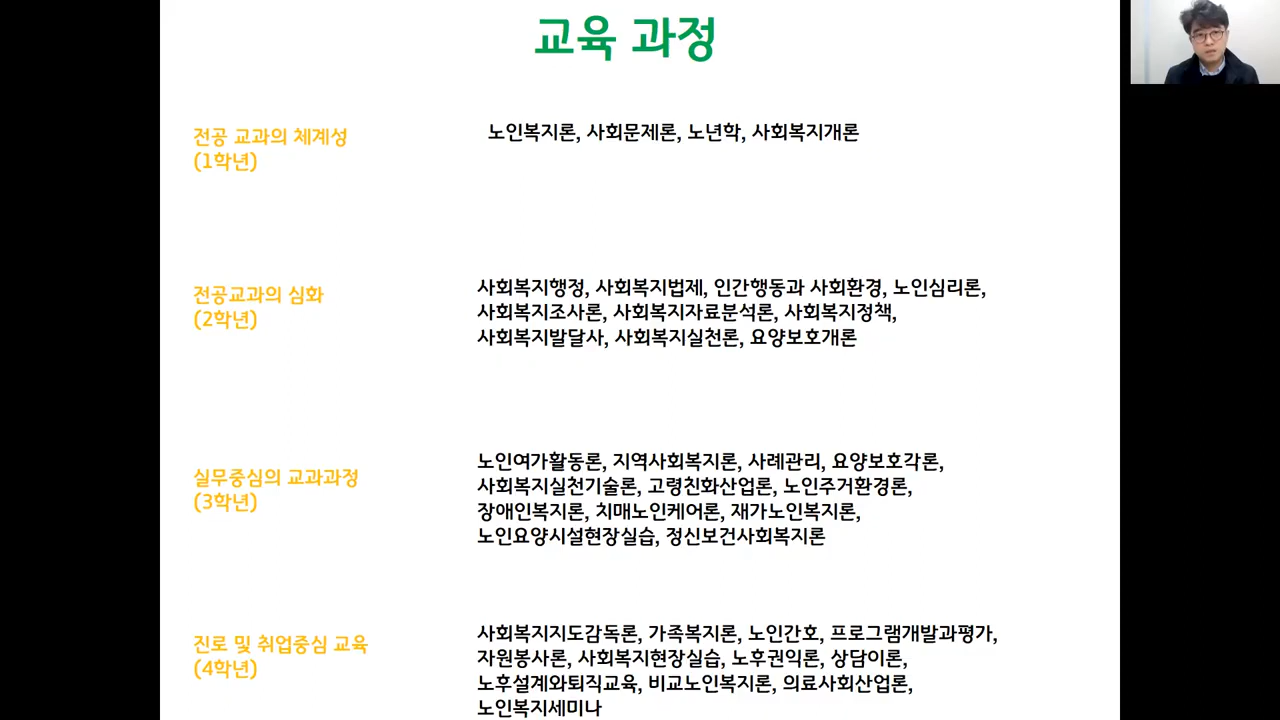 교육 과정
전공 교과의 체계성
(1학년)
노인복지론, 사회문제론, 노년학, 사회복지개론
전공교과의 심화
(2학년)
사회복지행정, 사회복지법제, 인간행동과 사회환경, 노인심리론,
사회복지조사론, 사회복지자료분석론, 사회복지정책,
사회복지발달사, 사회복지실천론, 요양보호개론
실무중심의 교과과정
(3학년)
노인여가활동론, 지역사회복지론, 사례관리, 요양보호각론,
사회복지실천기술론, 고령친화산업론, 노인주거환경론,
장애인복지론, 치매노인케어론, 재가노인복지론,
노인요양시설현장실습, 정신보건사회복지론
진로 및 취업중심 교육
(4학년)
사회복지지도감독론, 가족복지론, 노인간호, 프로그램개발과평가,
자원봉사론, 사회복지현장실습, 노후권익론, 상담이론,
노후설계와퇴직교육, 비교노인복지론, 의료사회산업론,
노인복지세미나